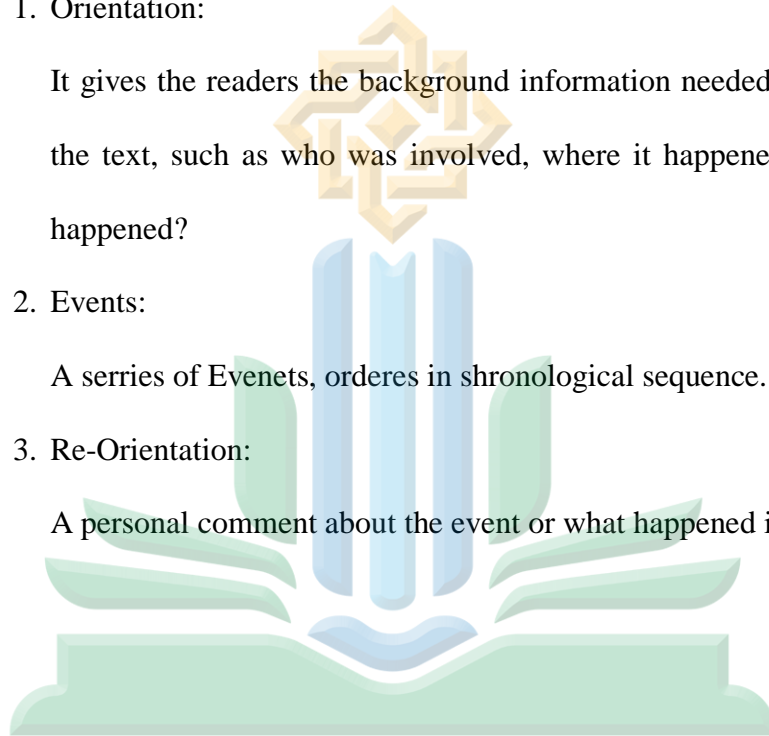 1. Orientation:
It gives the readers the background information needed
the text, such as who was involved, where it happene
happened?
2. Events:
A serries of Evenets, orderes in shronological sequence.
3. Re-Orientation:
A personal comment about the event or what happened i